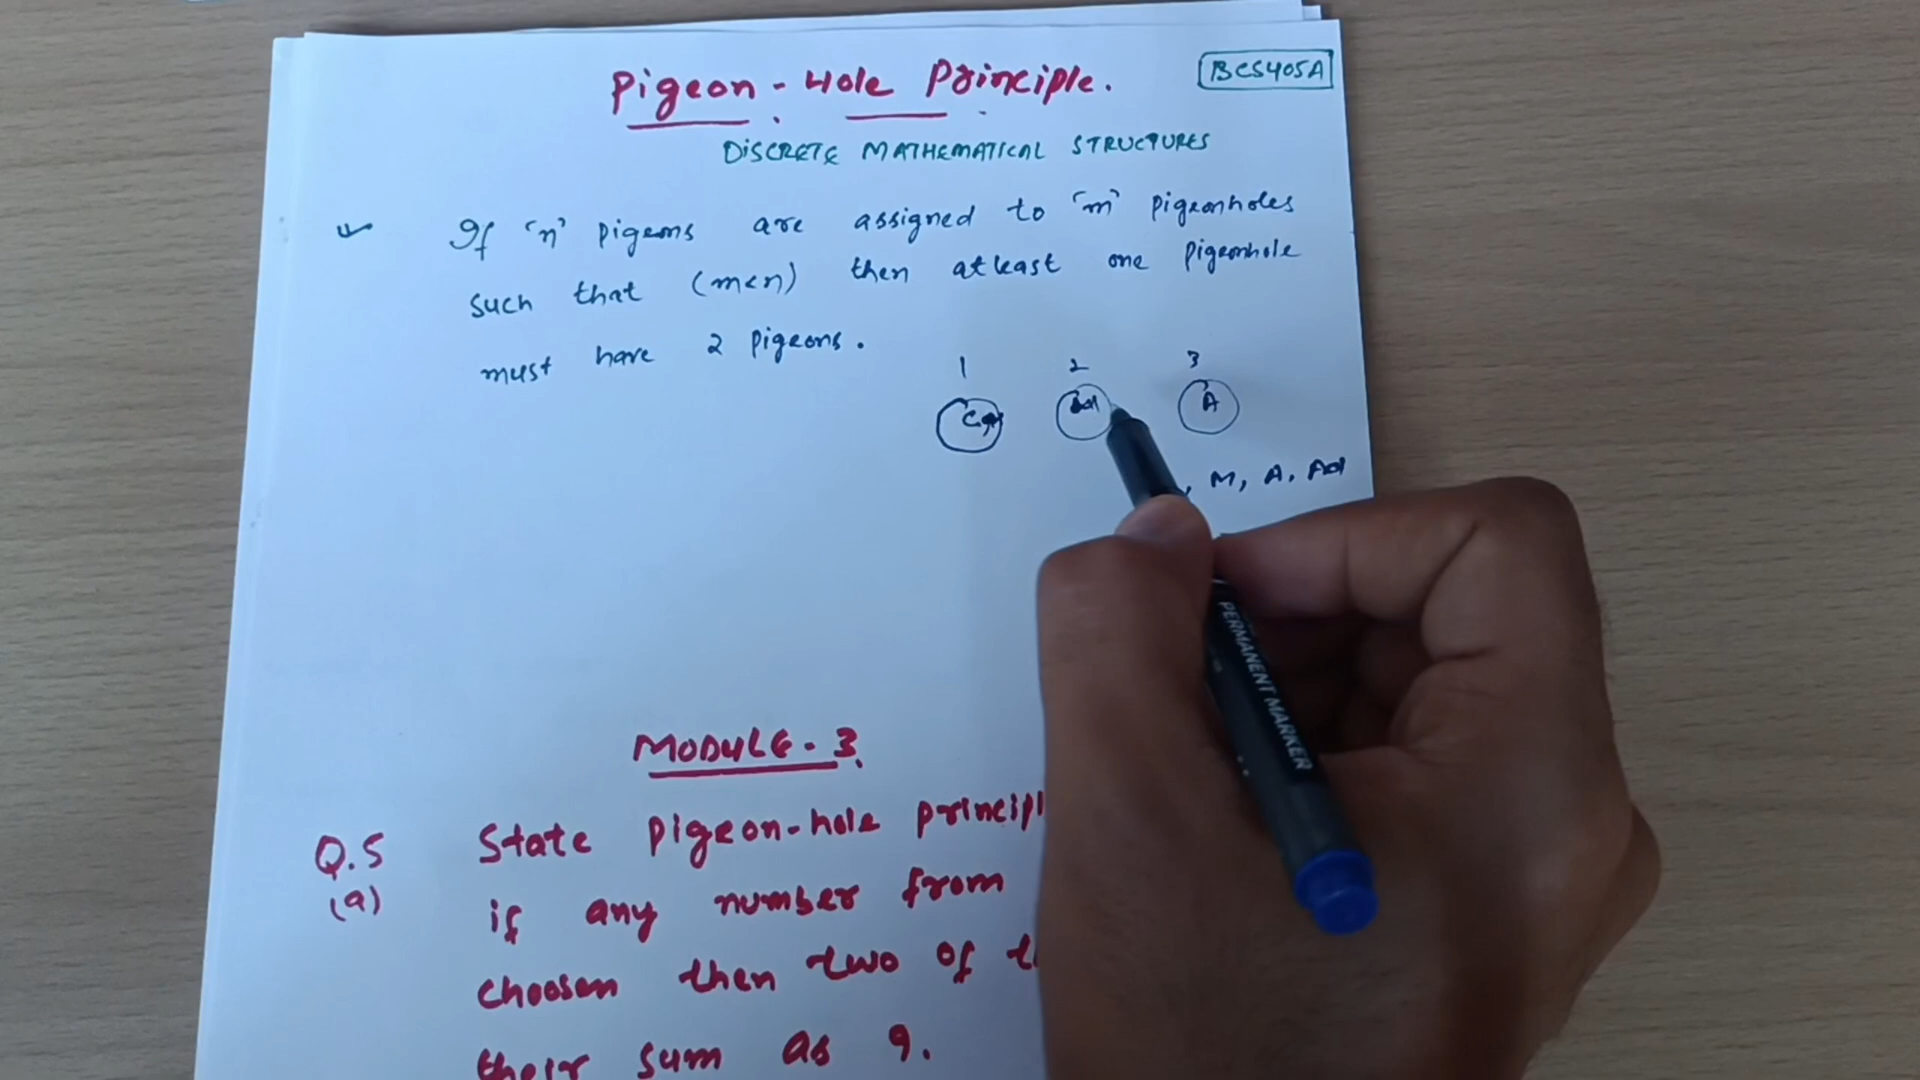 Pigeon-Hole Principle.
BCS405A
DISCRETE MATHEMATICAL STRUCTURES
If 'n' pigeons are assigned to 'm' pigeonholes
such that (m<n) then atleast one pigeonhole
must have 2 pigeons.
1 2 3
A
, M, A, Adi
PERMANENT MARKER
MODULE-3
Q.5 State pigeon-hole principl
(a) if any number from
choosen then two of
their sum as 9.